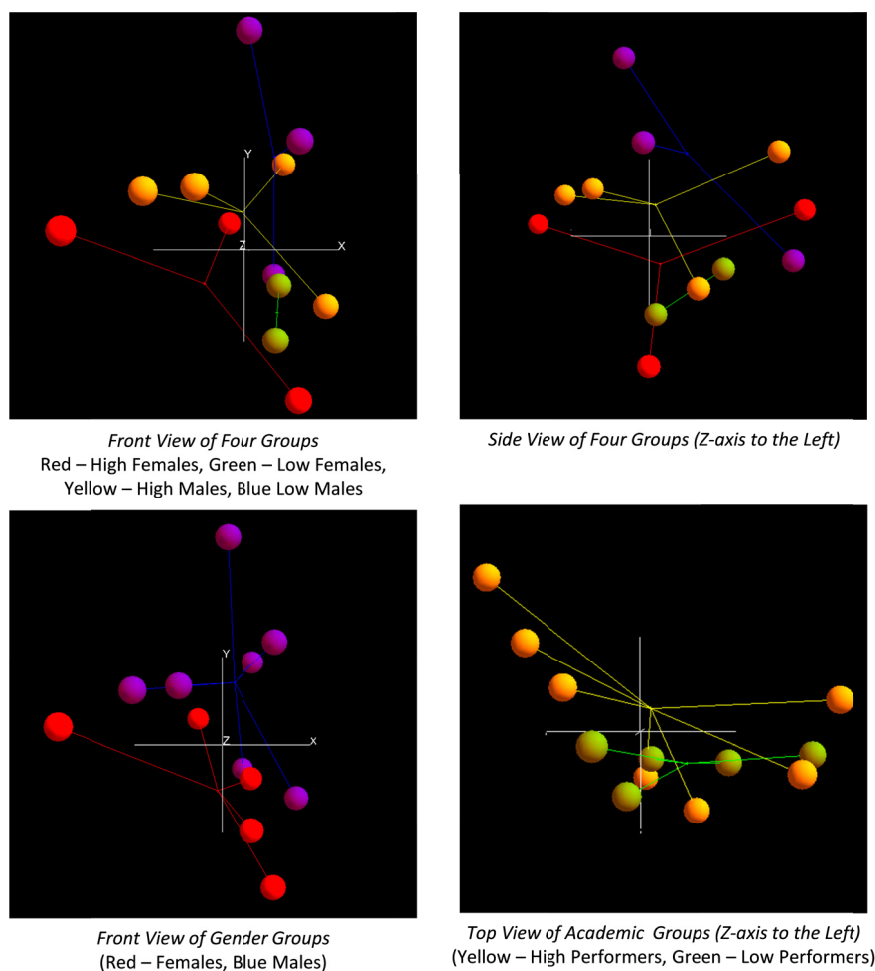 Y
Z
X
Front View of Four Groups
Red – High Females, Green – Low Females,
Yellow – High Males, Blue Low Males
Side View of Four Groups (Z-axis to the Left)
Y
Z
X
Front View of Gender Groups
(Red – Females, Blue Males)
Top View of Academic Groups (Z-axis to the Left)
(Yellow – High Performers, Green – Low Performers)